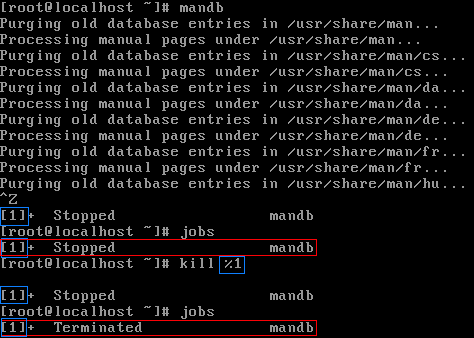 [root@localhost ~]# mandb
Purging old database entries in /usr/share/man...
Processing manual pages under /usr/share/man...
Purging old database entries in /usr/share/man/cs...
Processing manual pages under /usr/share/man/cs...
Purging old database entries in /usr/share/man/da...
Processing manual pages under /usr/share/man/da...
Purging old database entries in /usr/share/man/de...
Processing manual pages under /usr/share/man/de...
Purging old database entries in /usr/share/man/fr...
Processing manual pages under /usr/share/man/fr...
Purging old database entries in /usr/share/man/hu...
^Z
[1]+  Stopped                 mandb
[root@localhost ~]# jobs
[1]+  Stopped                 mandb
[root@localhost ~]# kill %1
[1]+  Stopped                 mandb
[root@localhost ~]# jobs
[1]+  Terminated              mandb